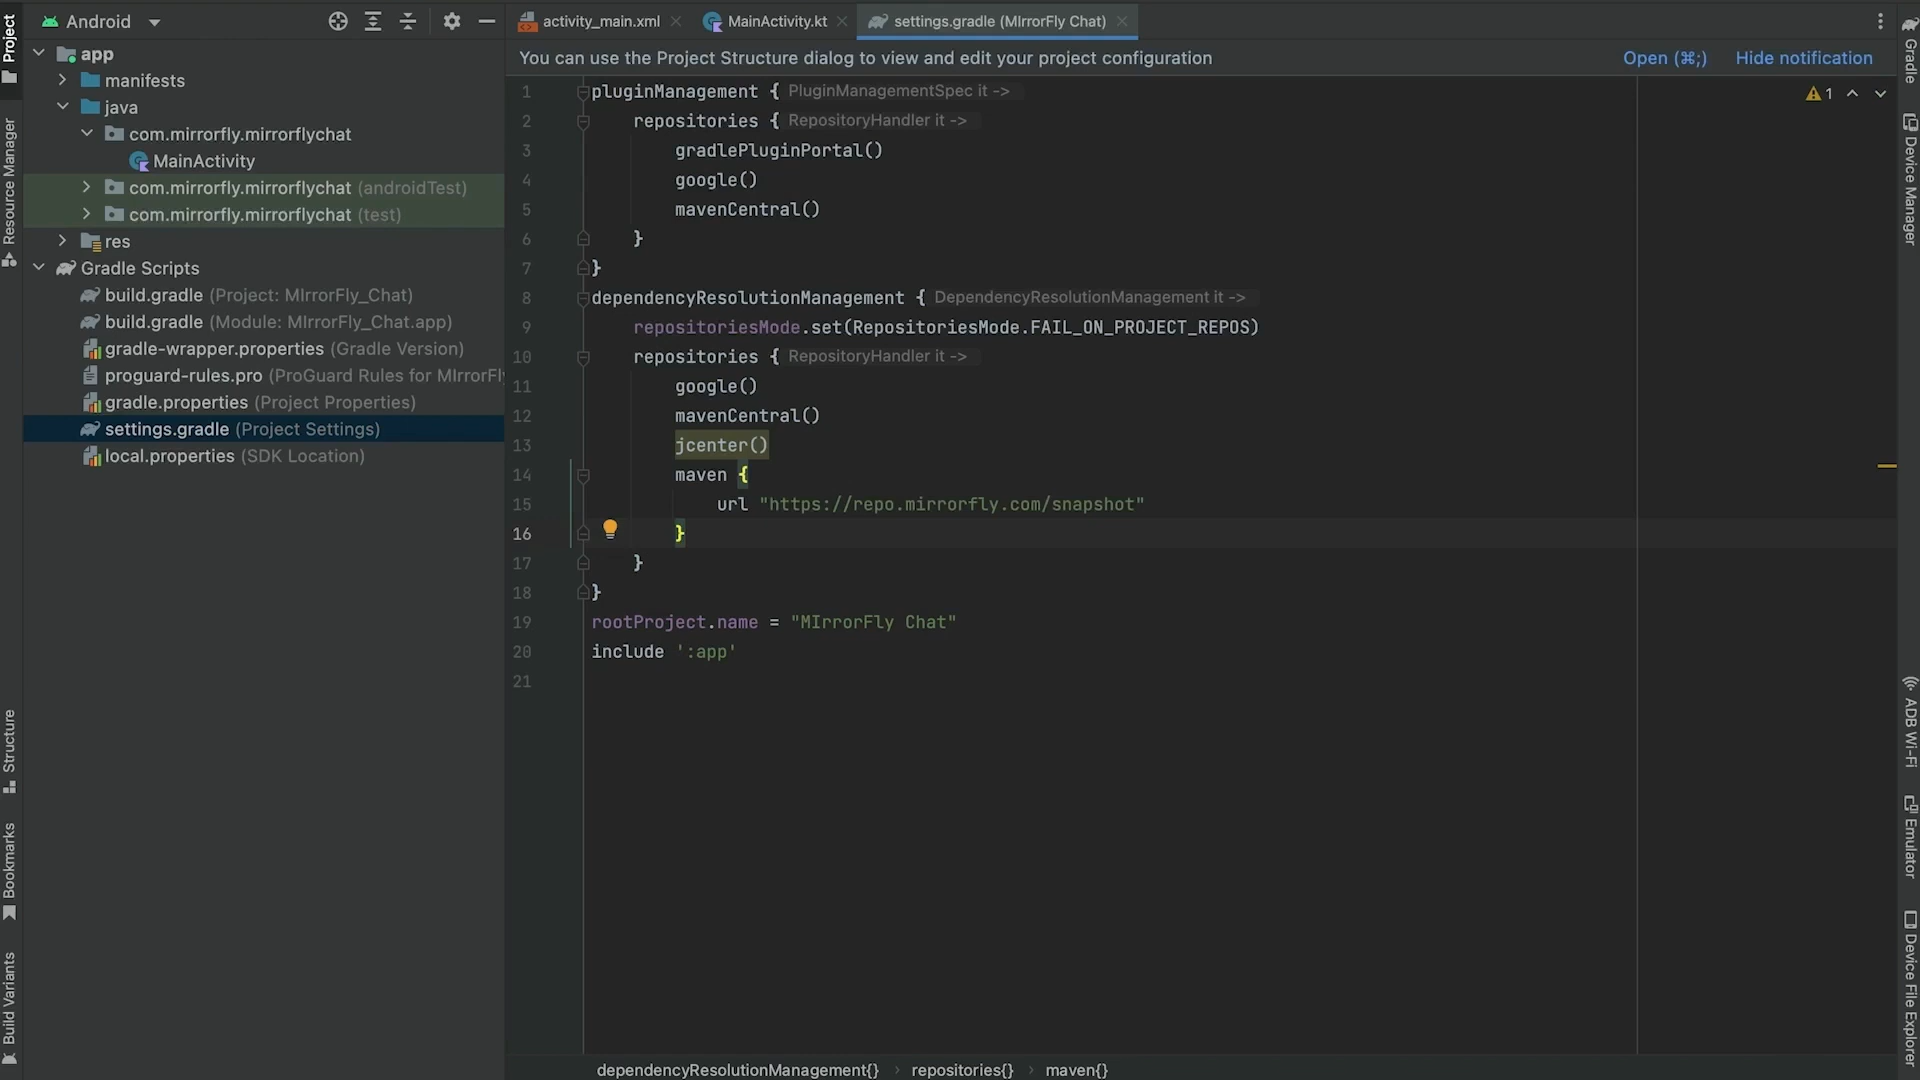 Project
Resource Manager
Structure
Bookmarks
Build Variants
Android
app
manifests
java
com.mirrorfly.mirrorflychat
MainActivity
com.mirrorfly.mirrorflychat (androidTest)
com.mirrorfly.mirrorflychat (test)
res
Gradle Scripts
build.gradle (Project: MIrrorFly_Chat)
build.gradle (Module: MIrrorFly_Chat.app)
gradle-wrapper.properties (Gradle Version)
proguard-rules.pro (ProGuard Rules for MIrrorFl
gradle.properties (Project Properties)
settings.gradle (Project Settings)
local.properties (SDK Location)
activity_main.xml
MainActivity.kt
settings.gradle (MIrrorFly Chat)
You can use the Project Structure dialog to view and edit your project configuration
Open (⌘;)
Hide notification
1
1 pluginManagement { PluginManagementSpec it ->
2 repositories { RepositoryHandler it ->
3 gradlePluginPortal()
4 google()
5 mavenCentral()
6 }
7 }
8 dependencyResolutionManagement { DependencyResolutionManagement it ->
9 repositoriesMode.set(RepositoriesMode.FAIL_ON_PROJECT_REPOS)
10 repositories { RepositoryHandler it ->
11 google()
12 mavenCentral()
13 jcenter()
14 maven {
15 url "https://repo.mirrorfly.com/snapshot"
16 }
17 }
18 }
19 rootProject.name = "MIrrorFly Chat"
20 include ':app'
21
dependencyResolutionManagement{} › repositories{} › maven{}
Gradle
Device Manager
ADB Wi-Fi
Emulator
Device File Explorer